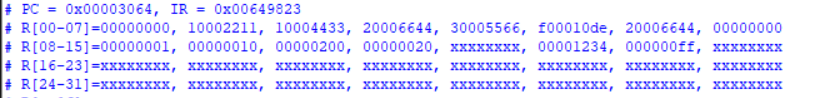 # PC = 0x00003064, IR = 0x00649823
# R[00-07]=00000000, 10002211, 10004433, 20006644, 30005566, f00010de, 20006644, 00000000
# R[08-15]=00000001, 00000010, 00000200, 00000020, xxxxxxxx, 00001234, 000000ff, xxxxxxxx
# R[16-23]=xxxxxxxx, xxxxxxxx, xxxxxxxx, xxxxxxxx, xxxxxxxx, xxxxxxxx, xxxxxxxx, xxxxxxxx
# R[24-31]=xxxxxxxx, xxxxxxxx, xxxxxxxx, xxxxxxxx, xxxxxxxx, xxxxxxxx, xxxxxxxx, xxxxxxxx